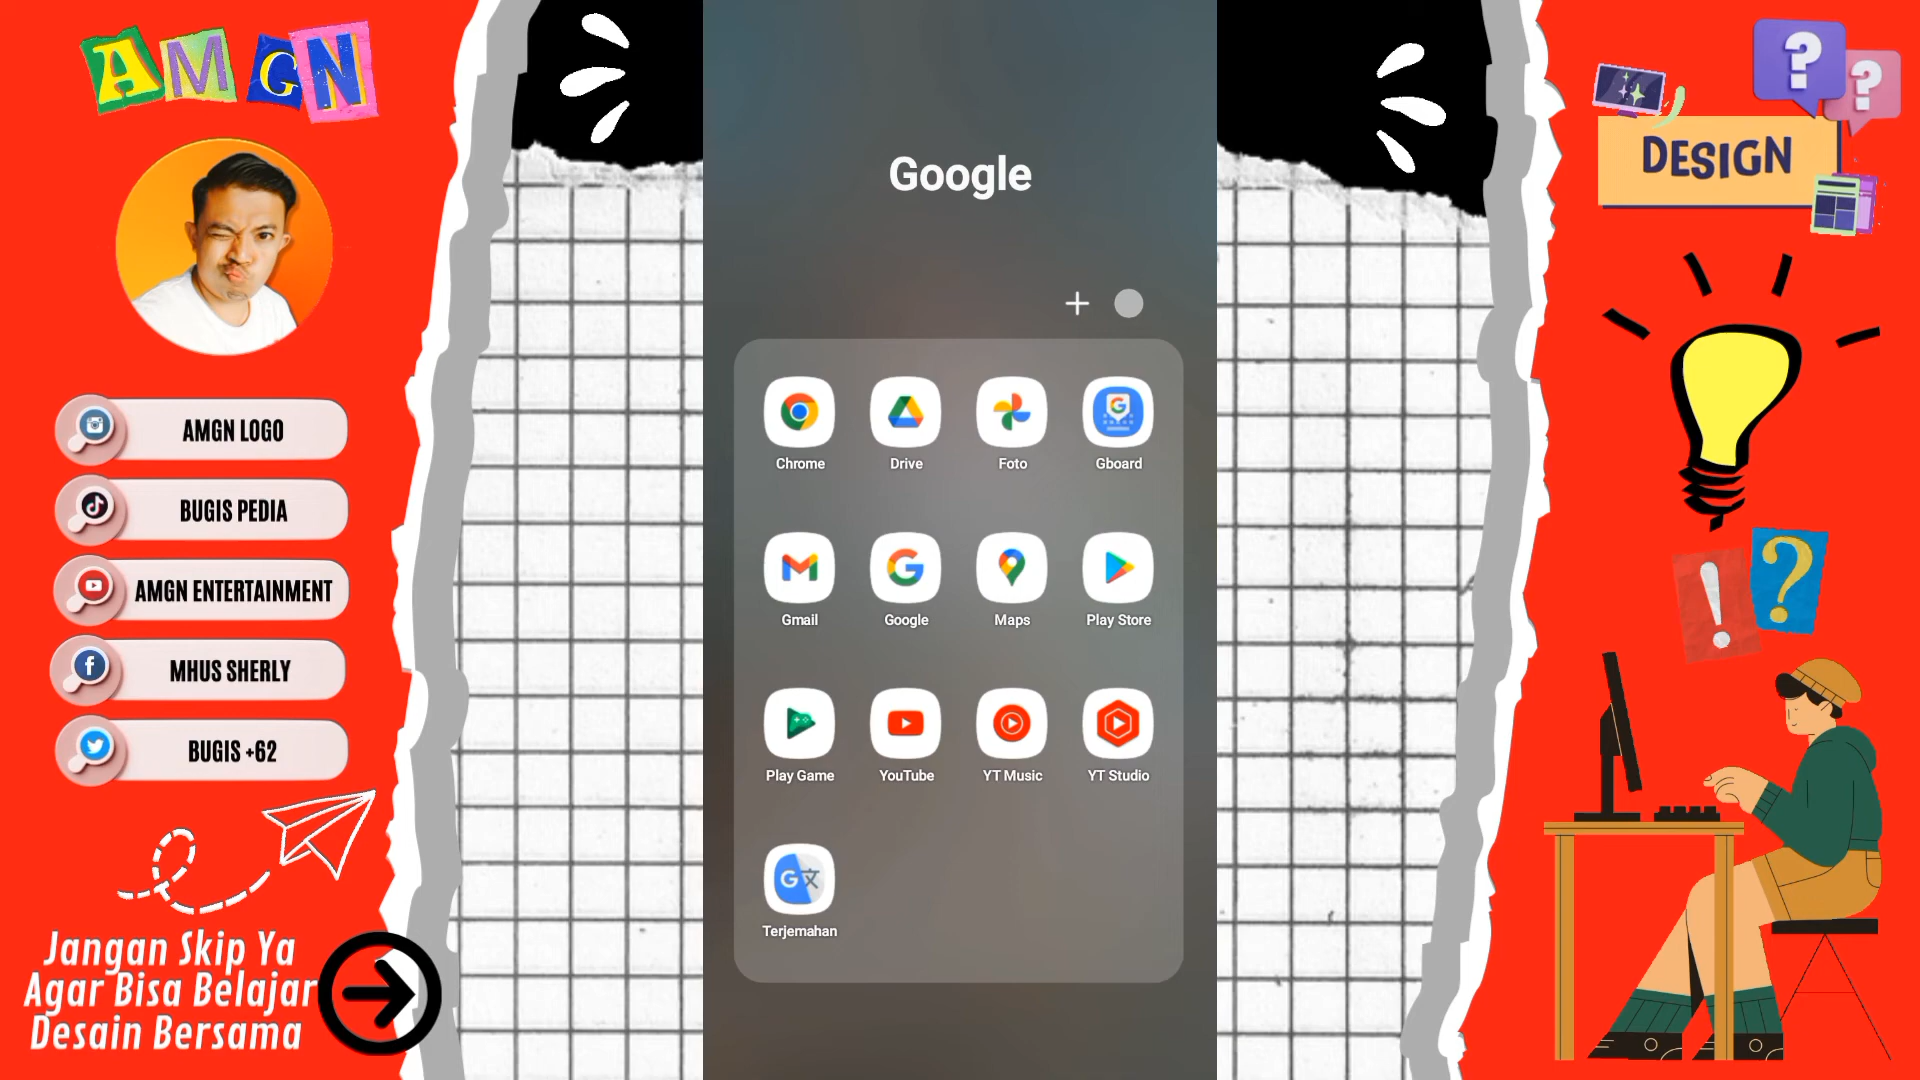 AMGN
AMGN LOGO
BUGIS PEDIA
AMGN ENTERTAINMENT
MHUS SHERLY
BUGIS +62
Jangan Skip Ya
Agar Bisa Belajar
Desain Bersama
Google
Chrome
Drive
Foto
Gboard
Gmail
Google
Maps
Play Store
Play Game
YouTube
YT Music
YT Studio
Terjemahan
? ?
DESIGN
! ?